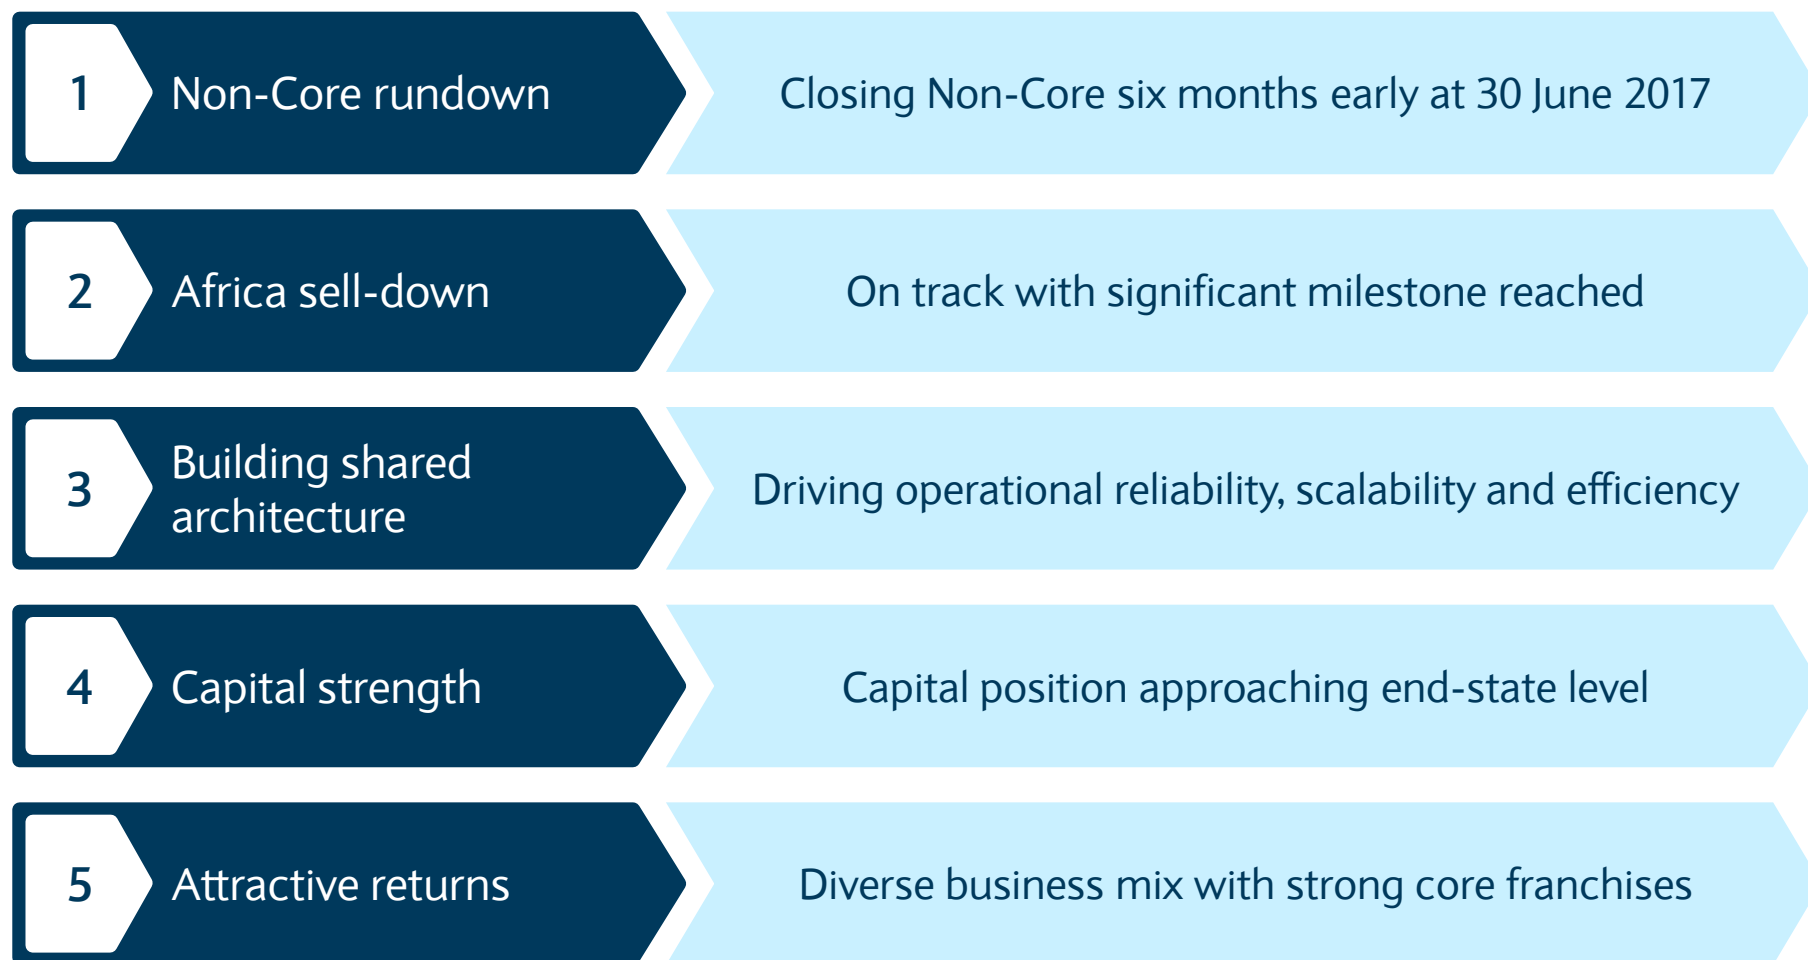 1
Non-Core rundown
Closing Non-Core six months early at 30 June 2017
2
Africa sell-down
On track with significant milestone reached
3
Building shared
architecture
Driving operational reliability, scalability and efficiency
4
Capital strength
Capital position approaching end-state level
5
Attractive returns
Diverse business mix with strong core franchises